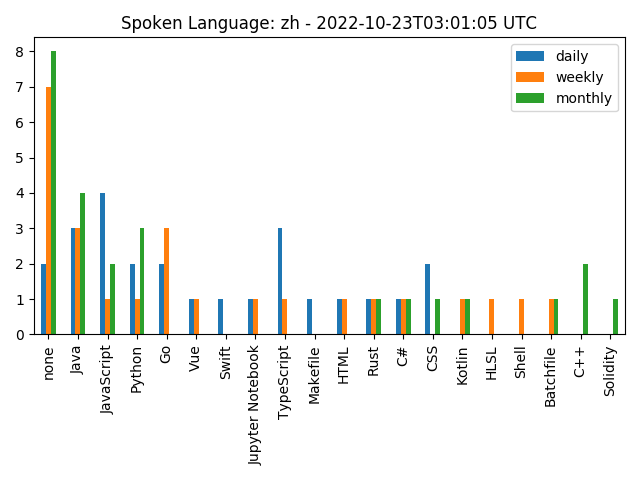 Spoken Language: zh - 2022-10-23T03:01:05 UTC
daily
weekly
monthly
8
7
6
5
4
3
2
1
0
none
Java
JavaScript
Python
Go
Vue
Swift
Jupyter Notebook
TypeScript
Makefile
HTML
Rust
C#
CSS
Kotlin
HLSL
Shell
Batchfile
C++
Solidity